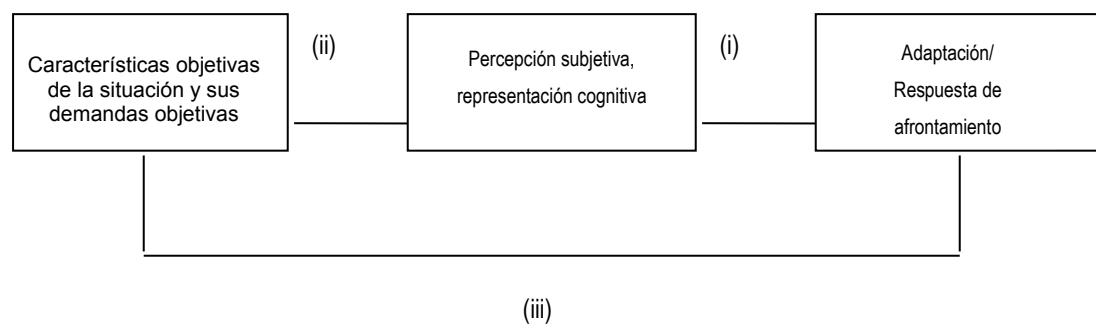 Características objetivas
de la situación y sus
demandas objetivas
(ii)
Percepción subjetiva,
representación cognitiva
(i)
Adaptación/
Respuesta de
afrontamiento
(iii)